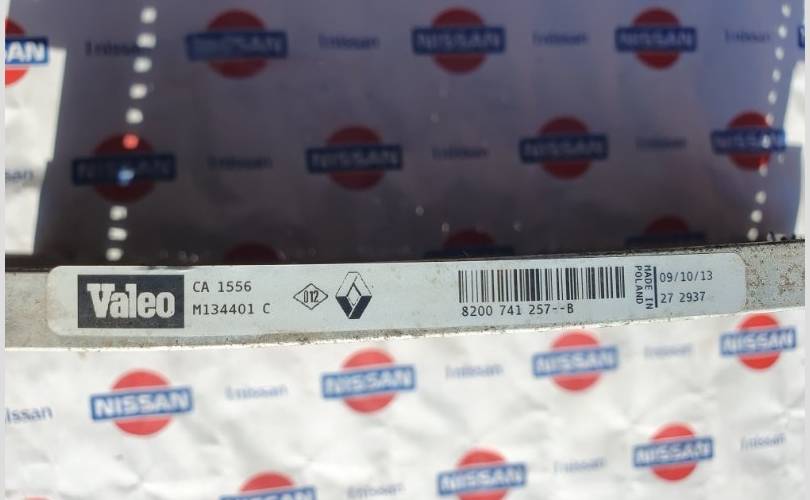 NISSAN NISSAN NISSAN
NISSAN NISSAN NISSAN NISSAN
Valeo
CA 1556
M134401 C
012
8200 741 257--B
MADE IN
POLAND
09/10/13
27 2937
NISSAN NISSAN NISSAN NISSAN
NISSAN NISSAN NISSAN